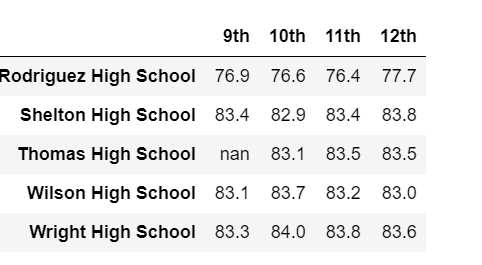 9th 10th 11th 12th
Rodriguez High School 76.9 76.6 76.4 77.7
Shelton High School 83.4 82.9 83.4 83.8
Thomas High School nan 83.1 83.5 83.5
Wilson High School 83.1 83.7 83.2 83.0
Wright High School 83.3 84.0 83.8 83.6